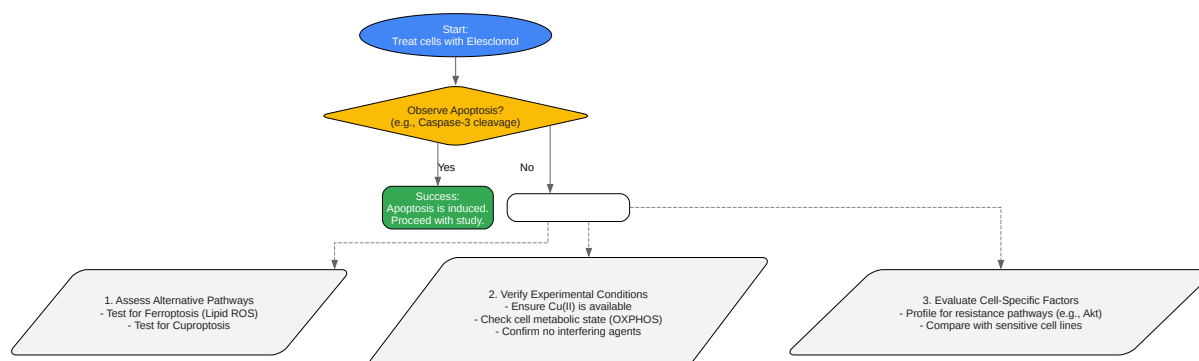 Start:
Treat cells with Elesclomol
Observe Apoptosis?
(e.g., Caspase-3 cleavage)
Yes
No
Success:
Apoptosis is induced.
Proceed with study.
1. Assess Alternative Pathways
- Test for Ferroptosis (Lipid ROS)
- Test for Cuproptosis
2. Verify Experimental Conditions
- Ensure Cu(II) is available
- Check cell metabolic state (OXPHOS)
- Confirm no interfering agents
3. Evaluate Cell-Specific Factors
- Profile for resistance pathways (e.g., Akt)
- Compare with sensitive cell lines